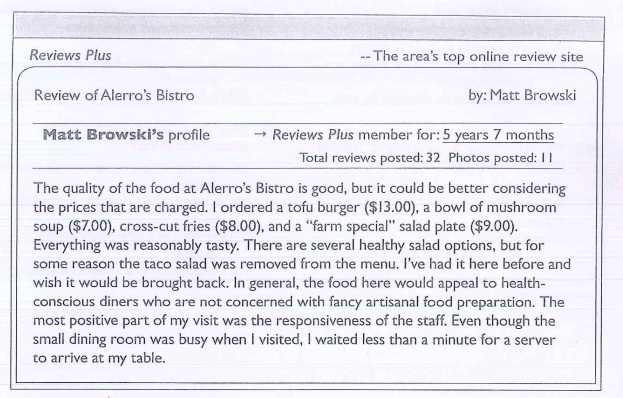 Reviews Plus -- The area's top online review site
Review of Alerro's Bistro by: Matt Browski
Matt Browski's profile → Reviews Plus member for: 5 years 7 months
Total reviews posted: 32 Photos posted: 11
The quality of the food at Alerro's Bistro is good, but it could be better considering
the prices that are charged. I ordered a tofu burger ($13.00), a bowl of mushroom
soup ($7.00), cross-cut fries ($8.00), and a “farm special” salad plate ($9.00).
Everything was reasonably tasty. There are several healthy salad options, but for
some reason the taco salad was removed from the menu. I've had it here before and
wish it would be brought back. In general, the food here would appeal to health-
conscious diners who are not concerned with fancy artisanal food preparation. The
most positive part of my visit was the responsiveness of the staff. Even though the
small dining room was busy when I visited, I waited less than a minute for a server
to arrive at my table.